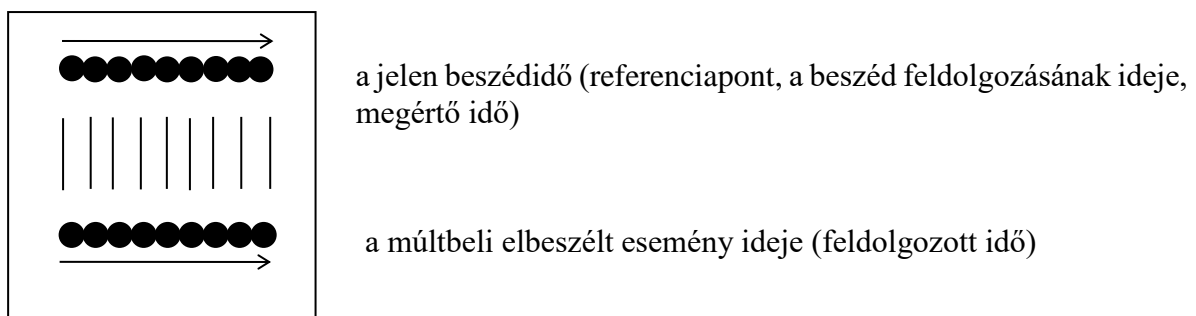 a jelen beszédidő (referenciapont, a beszéd feldolgozásának ideje,
megértő idő)
a múltbeli elbeszélt esemény ideje (feldolgozott idő)